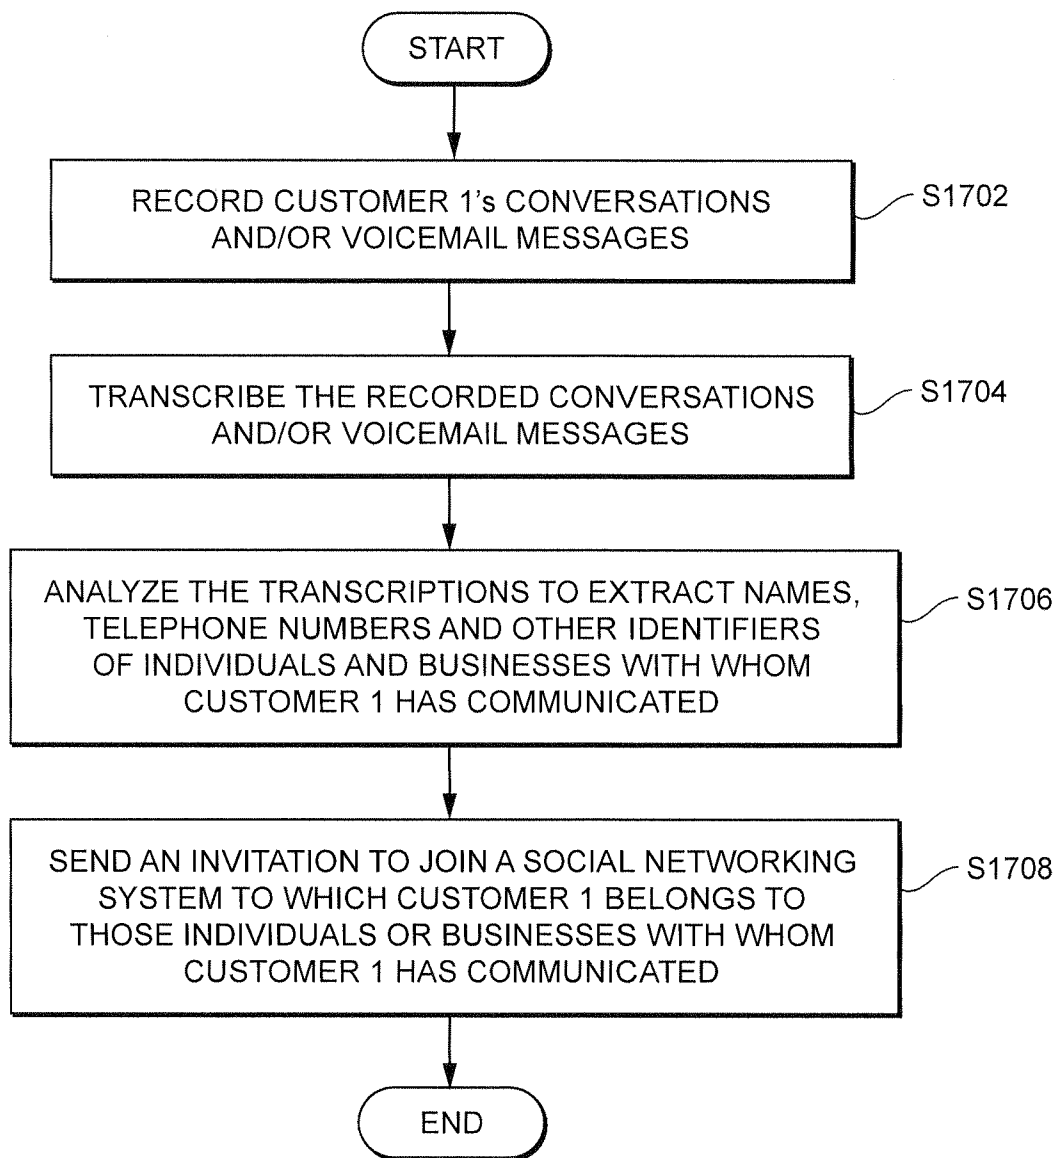 START
RECORD CUSTOMER 1's CONVERSATIONS
AND/OR VOICEMAIL MESSAGES
S1702
TRANSCRIBE THE RECORDED CONVERSATIONS
AND/OR VOICEMAIL MESSAGES
S1704
ANALYZE THE TRANSCRIPTIONS TO EXTRACT NAMES,
TELEPHONE NUMBERS AND OTHER IDENTIFIERS
OF INDIVIDUALS AND BUSINESSES WITH WHOM
CUSTOMER 1 HAS COMMUNICATED
S1706
SEND AN INVITATION TO JOIN A SOCIAL NETWORKING
SYSTEM TO WHICH CUSTOMER 1 BELONGS TO
THOSE INDIVIDUALS OR BUSINESSES WITH WHOM
CUSTOMER 1 HAS COMMUNICATED
S1708
END